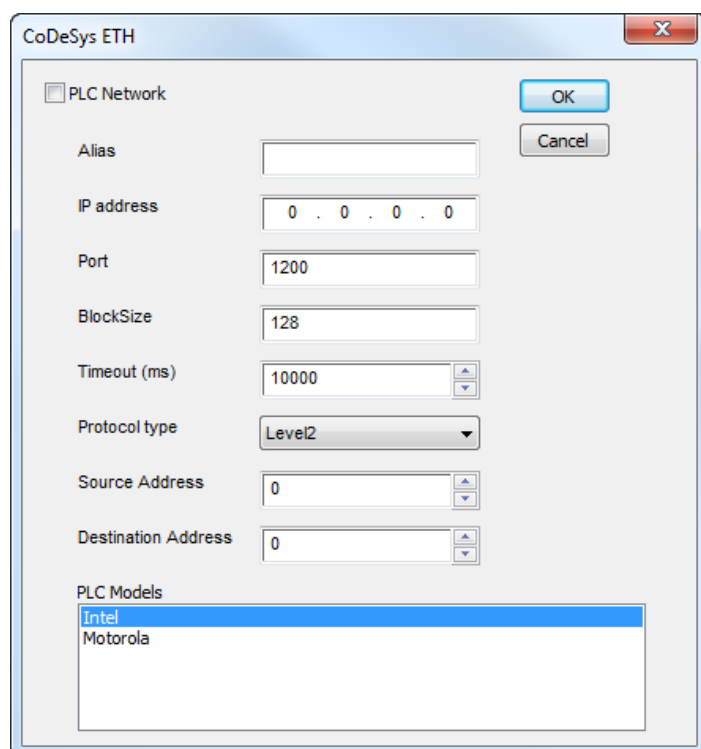 CoDeSys ETH
PLC Network
OK
Cancel
Alias
IP address
0 . 0 . 0 . 0
Port
1200
BlockSize
128
Timeout (ms)
10000
Protocol type
Level2
Source Address
0
Destination Address
0
PLC Models
Intel
Motorola